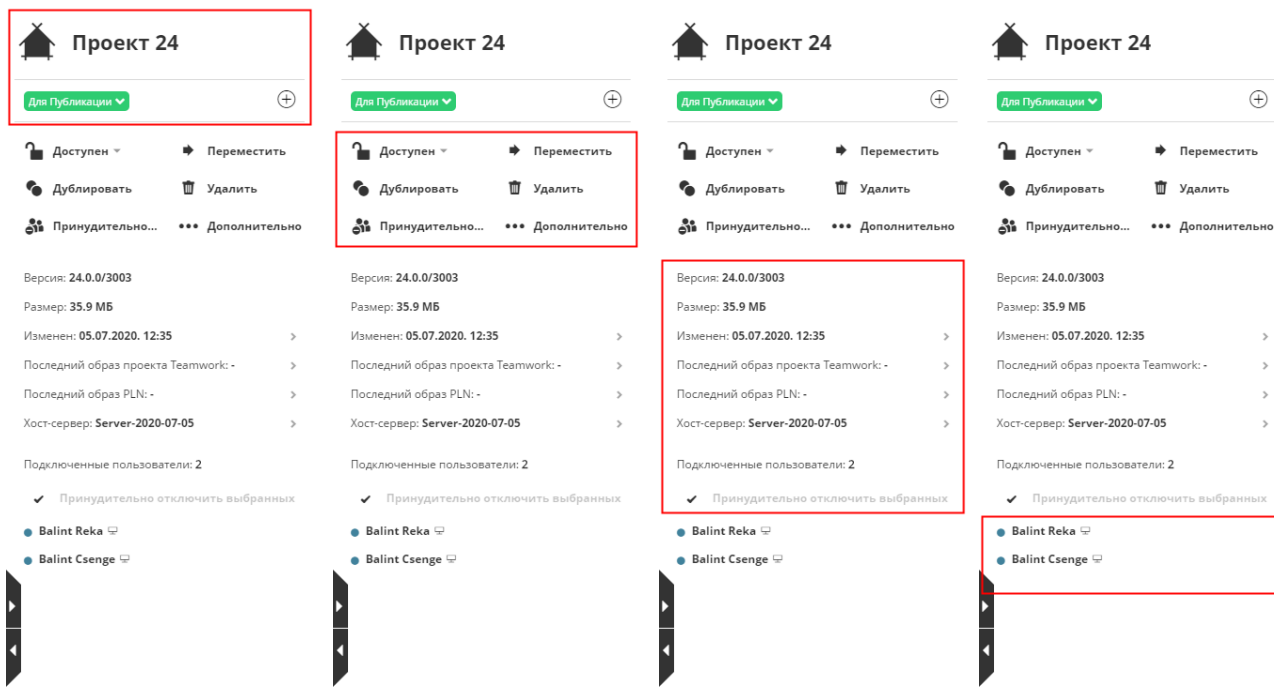 Проект 24
Для Публикации
Доступен Переместить
Дублировать Удалить
Принудительно... Дополнительно
Версия: 24.0.0/3003
Размер: 35.9 МБ
Изменен: 05.07.2020. 12:35
Последний образ проекта Teamwork: -
Последний образ PLN: -
Хост-сервер: Server-2020-07-05
Подключенные пользователи: 2
Принудительно отключить выбранных
Balint Reka
Balint Csenge
Проект 24
Для Публикации
Доступен Переместить
Дублировать Удалить
Принудительно... Дополнительно
Версия: 24.0.0/3003
Размер: 35.9 МБ
Изменен: 05.07.2020. 12:35
Последний образ проекта Teamwork: -
Последний образ PLN: -
Хост-сервер: Server-2020-07-05
Подключенные пользователи: 2
Принудительно отключить выбранных
Balint Reka
Balint Csenge
Проект 24
Для Публикации
Доступен Переместить
Дублировать Удалить
Принудительно... Дополнительно
Версия: 24.0.0/3003
Размер: 35.9 МБ
Изменен: 05.07.2020. 12:35
Последний образ проекта Teamwork: -
Последний образ PLN: -
Хост-сервер: Server-2020-07-05
Подключенные пользователи: 2
Принудительно отключить выбранных
Balint Reka
Balint Csenge
Проект 24
Для Публикации
Доступен Переместить
Дублировать Удалить
Принудительно... Дополнительно
Версия: 24.0.0/3003
Размер: 35.9 МБ
Изменен: 05.07.2020. 12:35
Последний образ проекта Teamwork: -
Последний образ PLN: -
Хост-сервер: Server-2020-07-05
Подключенные пользователи: 2
Принудительно отключить выбранных
Balint Reka
Balint Csenge